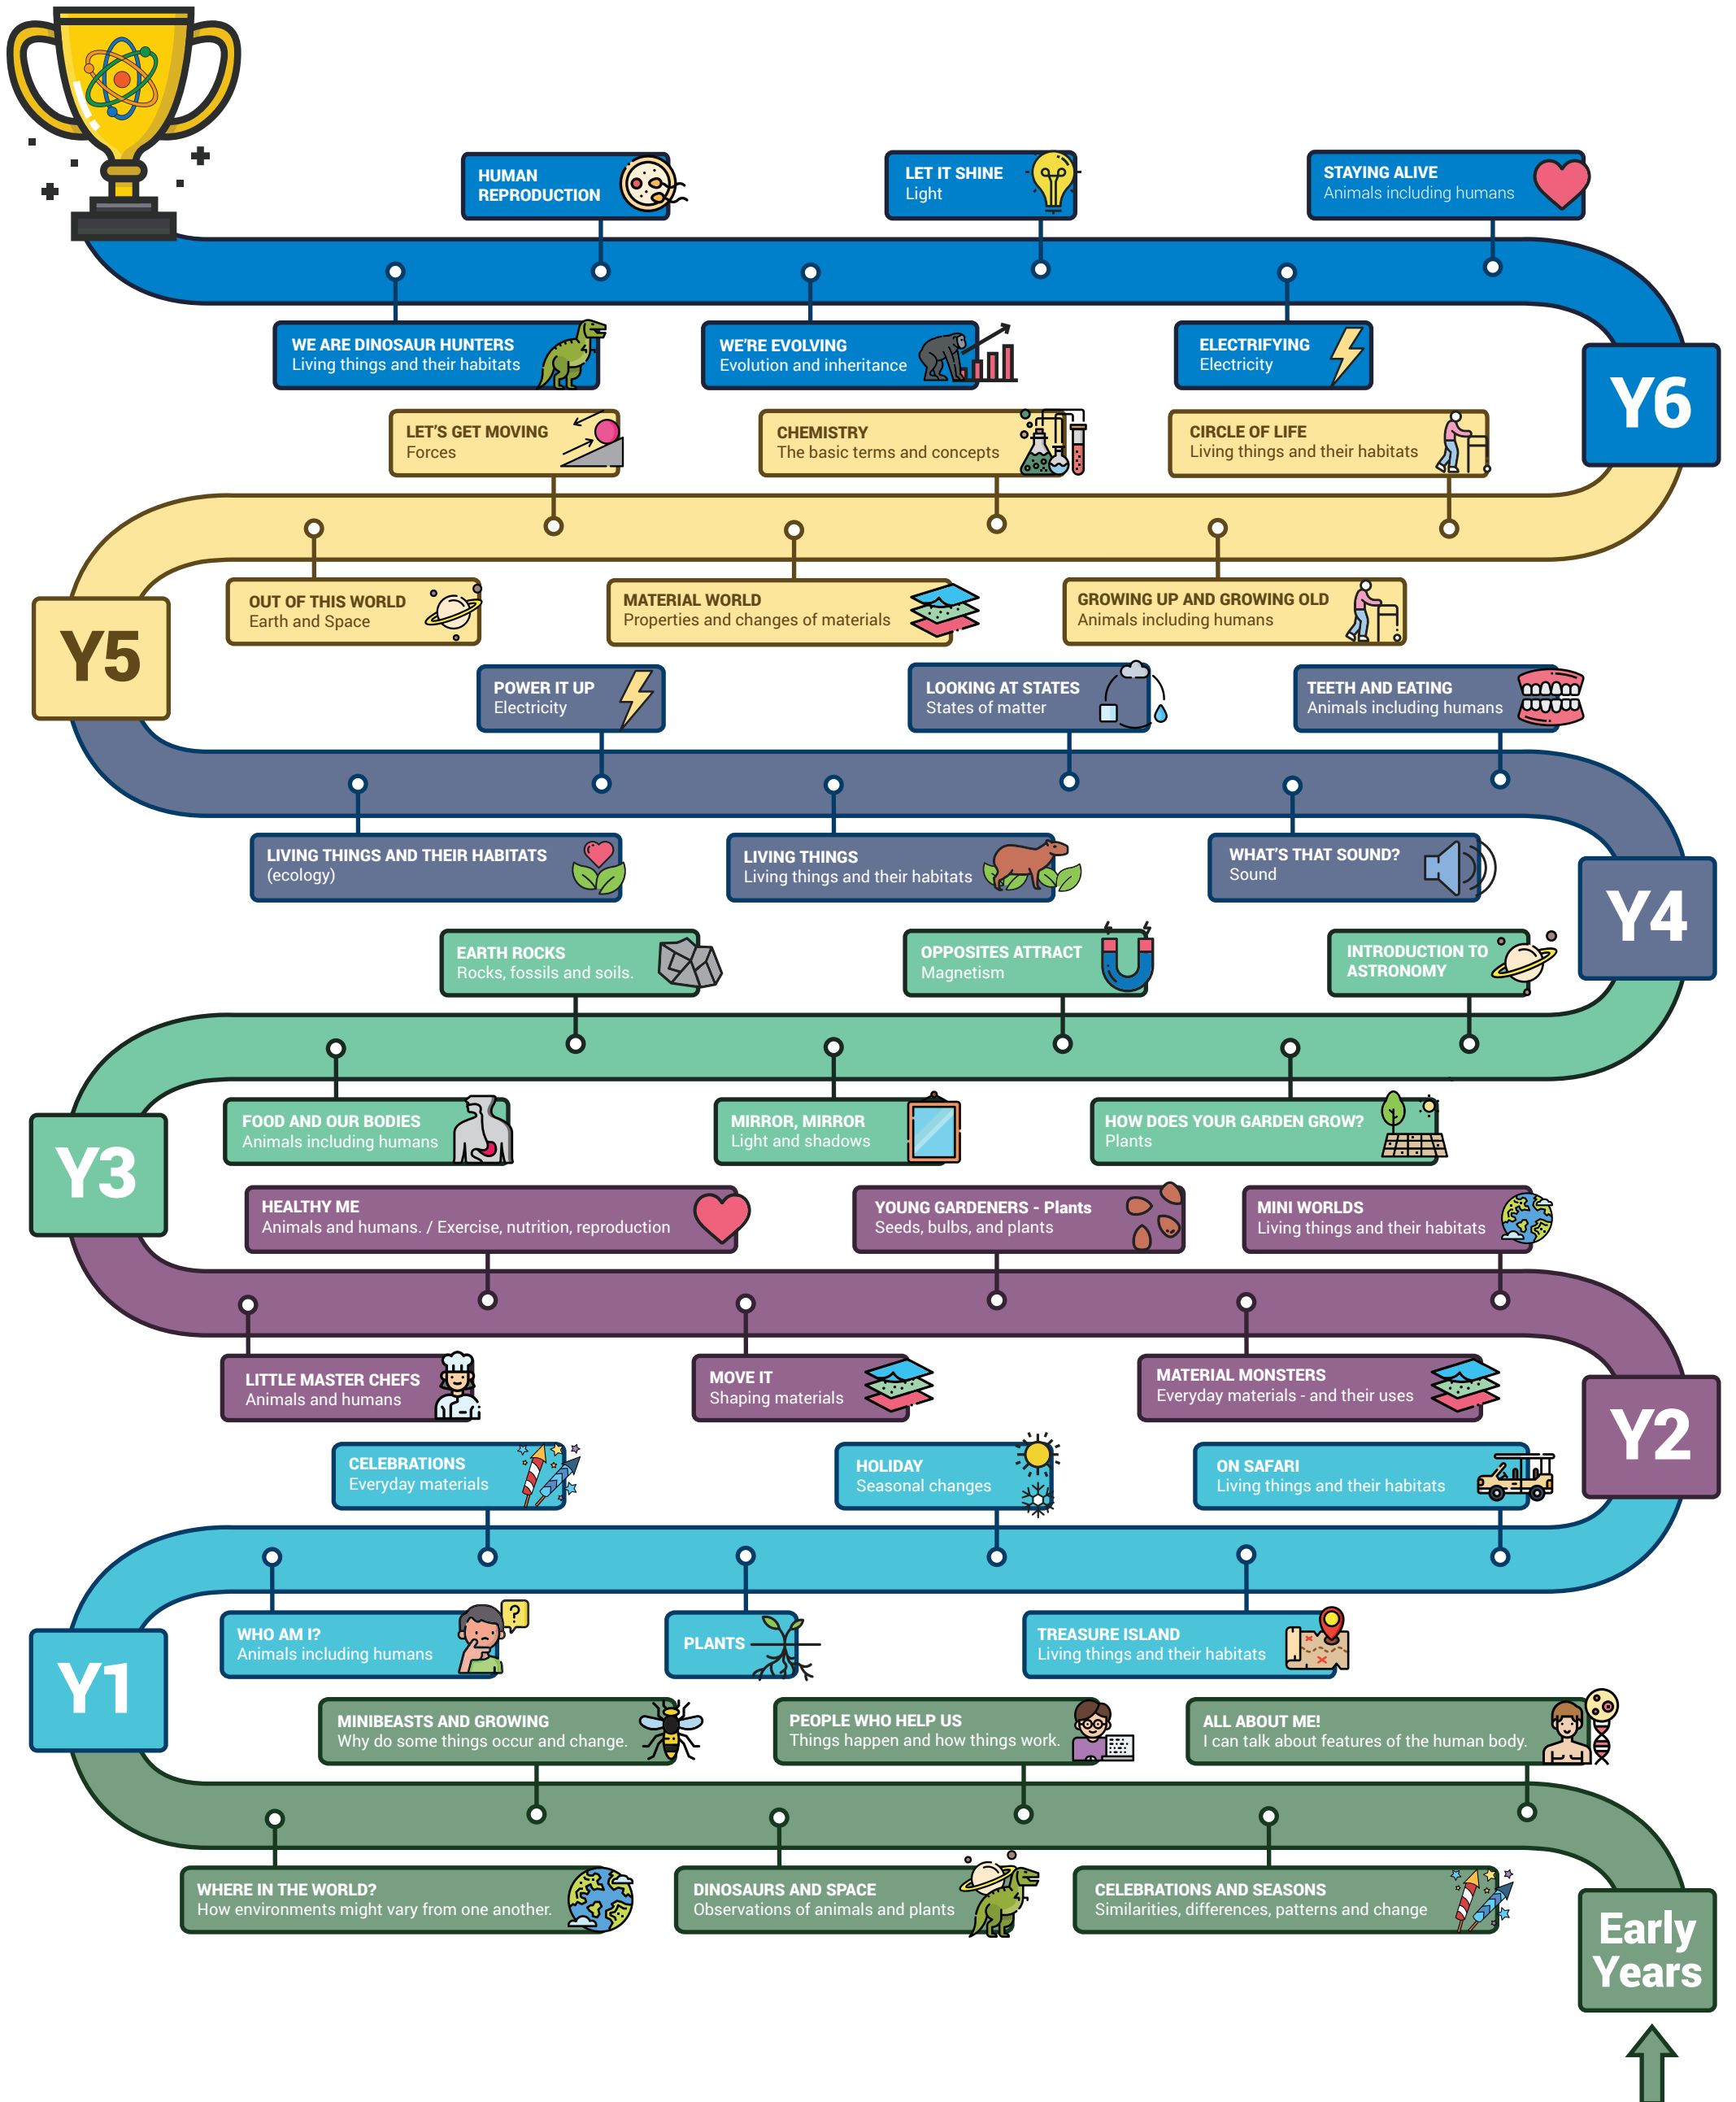 HUMAN
REPRODUCTION
LET IT SHINE
Light
STAYING ALIVE
Animals including humans
WE ARE DINOSAUR HUNTERS
Living things and their habitats
WE'RE EVOLVING
Evolution and inheritance
ELECTRIFYING
Electricity
Y6
LET'S GET MOVING
Forces
CHEMISTRY
The basic terms and concepts
CIRCLE OF LIFE
Living things and their habitats
OUT OF THIS WORLD
Earth and Space
MATERIAL WORLD
Properties and changes of materials
GROWING UP AND GROWING OLD
Animals including humans
Y5
POWER IT UP
Electricity
LOOKING AT STATES
States of matter
TEETH AND EATING
Animals including humans
LIVING THINGS AND THEIR HABITATS
(ecology)
LIVING THINGS
Living things and their habitats
WHAT'S THAT SOUND?
Sound
Y4
EARTH ROCKS
Rocks, fossils and soils.
OPPOSITES ATTRACT
Magnetism
INTRODUCTION TO
ASTRONOMY
FOOD AND OUR BODIES
Animals including humans
MIRROR, MIRROR
Light and shadows
HOW DOES YOUR GARDEN GROW?
Plants
Y3
HEALTHY ME
Animals and humans. / Exercise, nutrition, reproduction
YOUNG GARDENERS - Plants
Seeds, bulbs, and plants
MINI WORLDS
Living things and their habitats
LITTLE MASTER CHEFS
Animals and humans
MOVE IT
Shaping materials
MATERIAL MONSTERS
Everyday materials - and their uses
Y2
CELEBRATIONS
Everyday materials
HOLIDAY
Seasonal changes
ON SAFARI
Living things and their habitats
WHO AM I?
Animals including humans
?
PLANTS
TREASURE ISLAND
Living things and their habitats
Y1
MINIBEASTS AND GROWING
Why do some things occur and change.
PEOPLE WHO HELP US
Things happen and how things work.
ALL ABOUT ME!
I can talk about features of the human body.
WHERE IN THE WORLD?
How environments might vary from one another.
DINOSAURS AND SPACE
Observations of animals and plants
CELEBRATIONS AND SEASONS
Similarities, differences, patterns and change
Early
Years